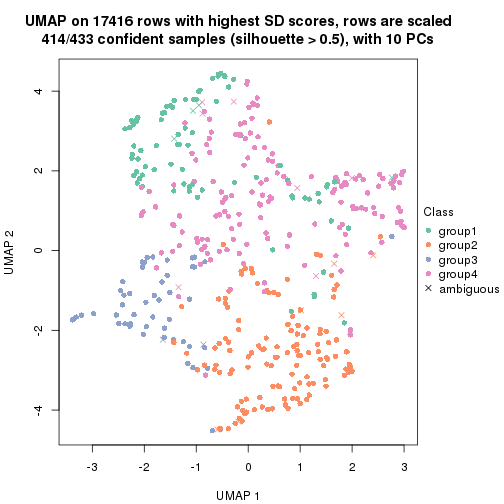 UMAP on 17416 rows with highest SD scores, rows are scaled
414/433 confident samples (silhouette > 0.5), with 10 PCs
4
2
0
-2
-4
UMAP 2
-3
-2
-1
0
1
2
3
UMAP 1
Class
group1
group2
group3
group4
ambiguous